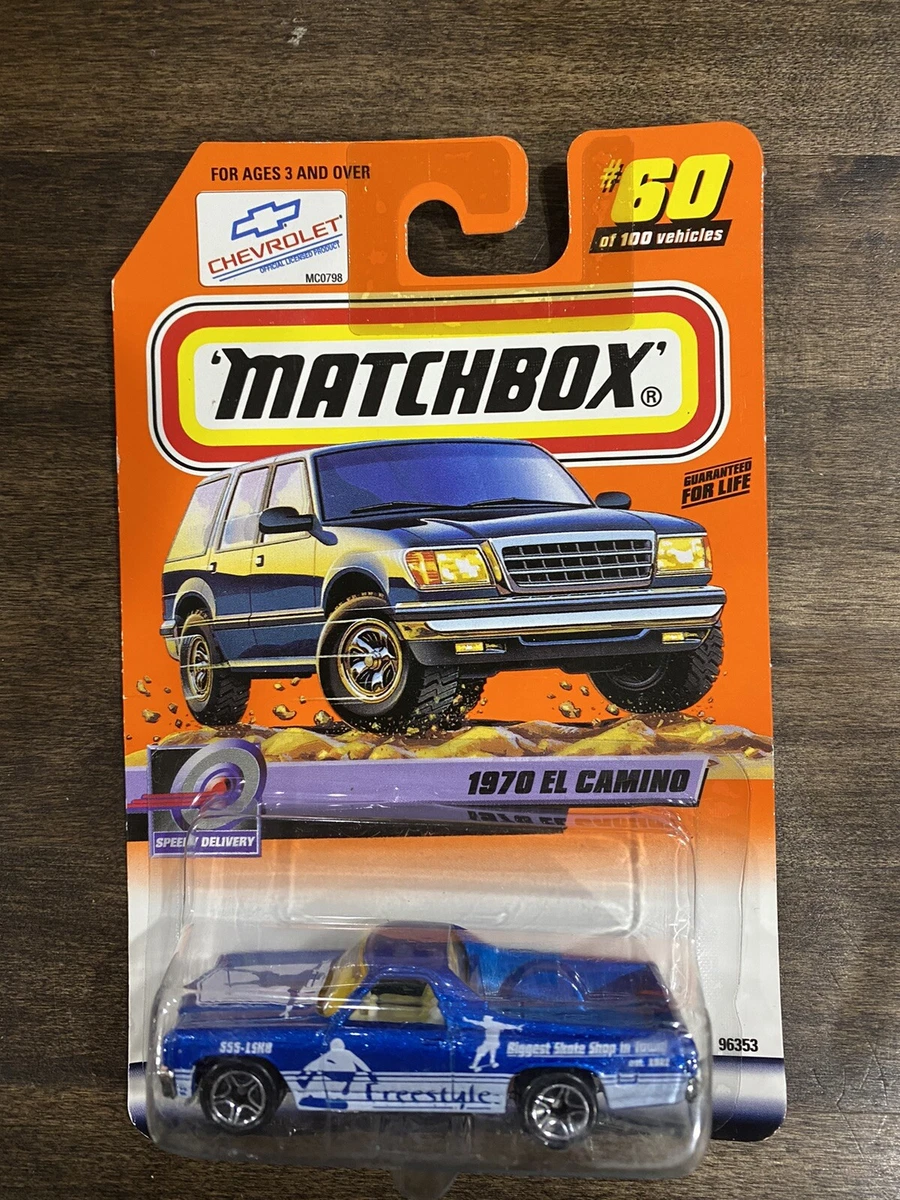 FOR AGES 3 AND OVER
#60
of 100 vehicles
CHEVROLET
OFFICIAL LICENSED PRODUCT
MC0798
'MATCHBOX'®
GUARANTEED
FOR LIFE
1970 EL CAMINO
SPEEDY DELIVERY
96353
555-LSK8
Biggest Skate Shop in Town!
Freestyle